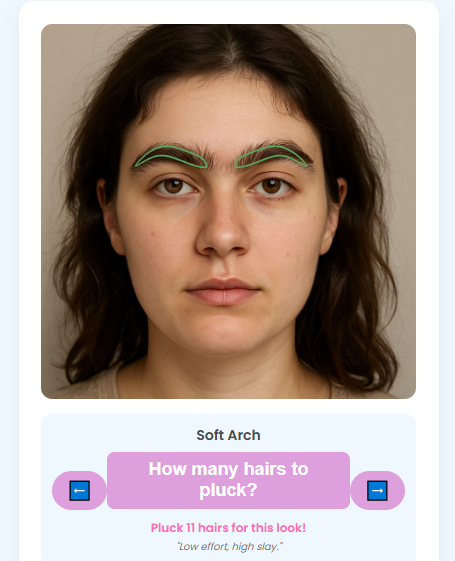 Soft Arch
How many hairs to
pluck?
Pluck 11 hairs for this look!
"Low effort, high slay."